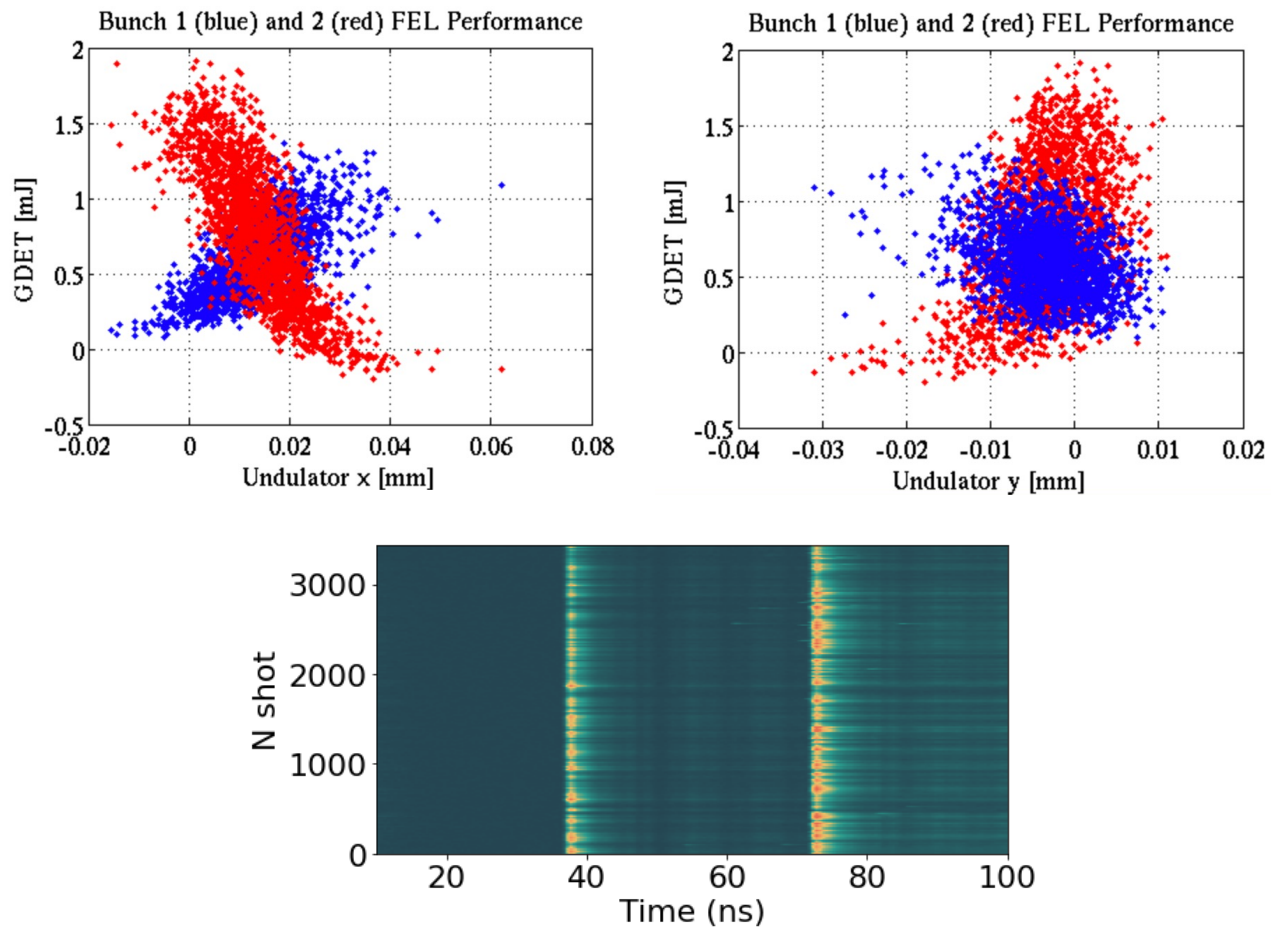 Bunch 1 (blue) and 2 (red) FEL Performance
2
1.5
1
0.5
0
-0.5
GDET [mJ]
-0.02 0 0.02 0.04 0.06 0.08
Undulator x [mm]
Bunch 1 (blue) and 2 (red) FEL Performance
2
1.5
1
0.5
0
-0.5
GDET [mJ]
-0.04 -0.03 -0.02 -0.01 0 0.01 0.02
Undulator y [mm]
3000
2000
1000
0
N shot
20 40 60 80 100
Time (ns)